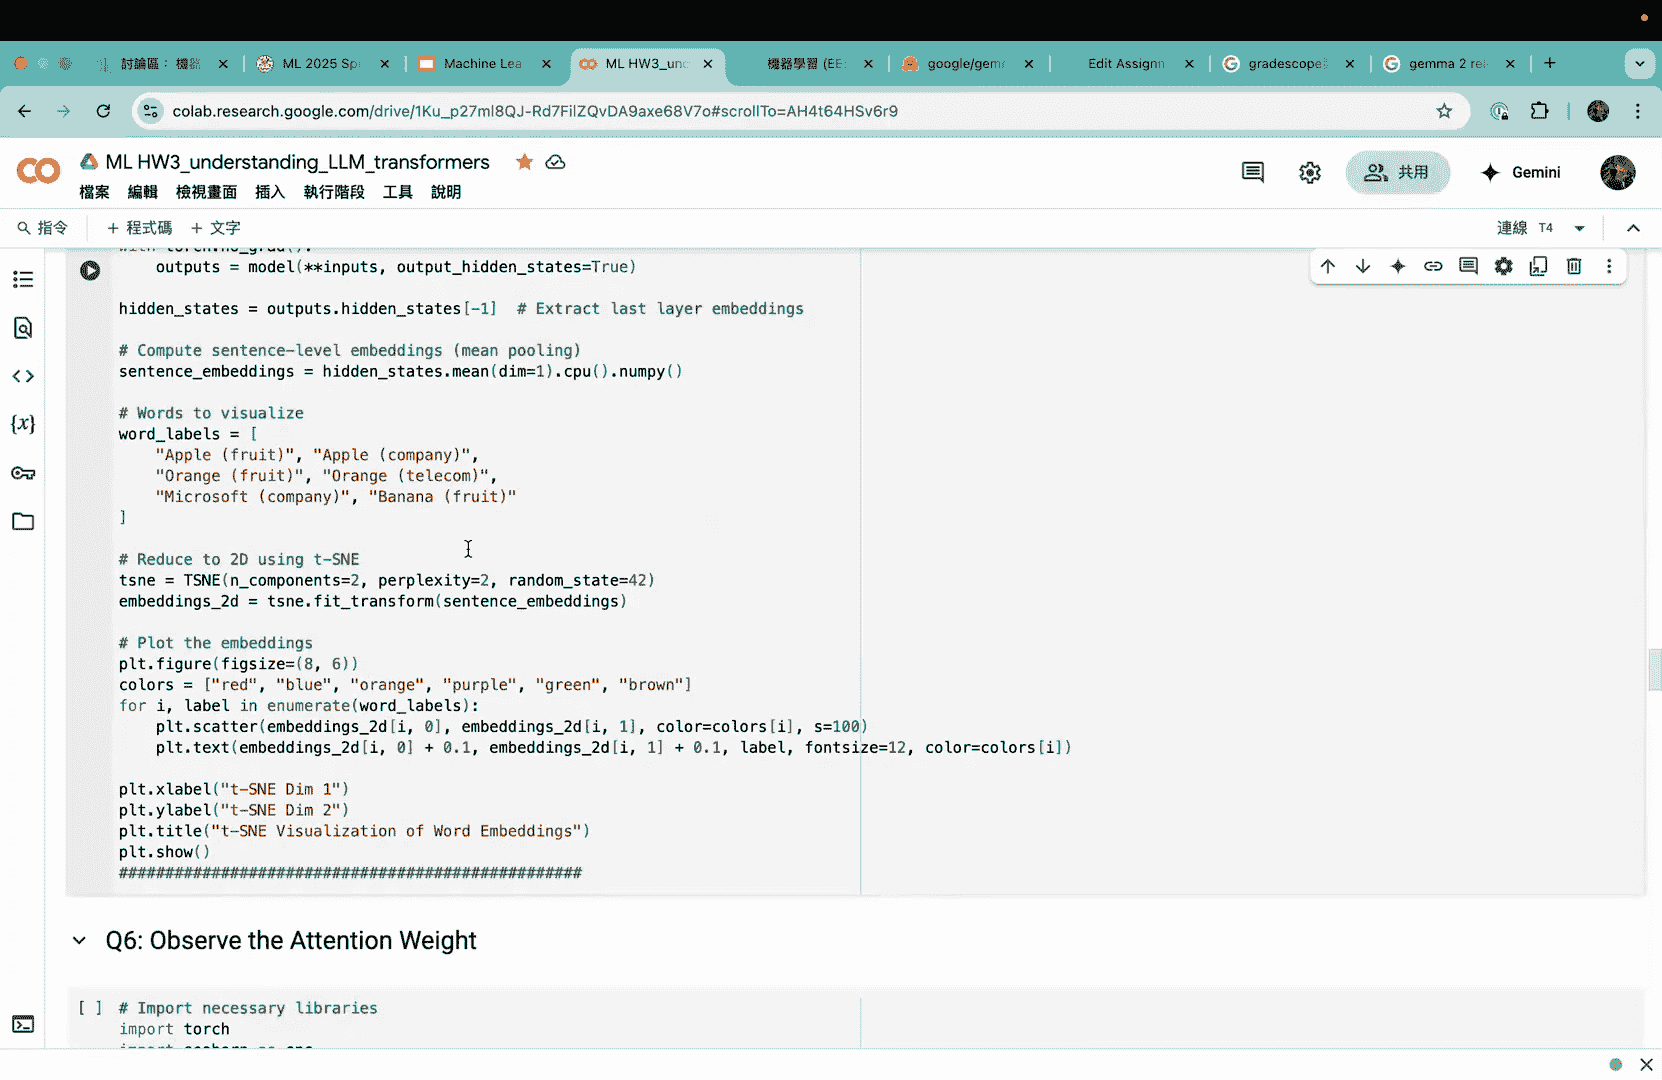 討論區：機器
ML 2025 Sp
Machine Lea
ML HW3_unc
機器學習 (EE
google/gem
Edit Assignn
gradescope
gemma 2 re
colab.research.google.com/drive/1Ku_p27ml8QJ-Rd7FilZQvDA9axe68V7o#scrollTo=AH4t64HSv6r9
ML HW3_understanding_LLM_transformers
檔案 編輯 檢視畫面 插入 執行階段 工具 說明
共用
Gemini
指令 + 程式碼 + 文字
連線 T4
outputs = model(**inputs, output_hidden_states=True)
hidden_states = outputs.hidden_states[-1]  # Extract last layer embeddings
# Compute sentence-level embeddings (mean pooling)
sentence_embeddings = hidden_states.mean(dim=1).cpu().numpy()
# Words to visualize
word_labels = [
"Apple (fruit)", "Apple (company)",
"Orange (fruit)", "Orange (telecom)",
"Microsoft (company)", "Banana (fruit)"
]
# Reduce to 2D using t-SNE
tsne = TSNE(n_components=2, perplexity=2, random_state=42)
embeddings_2d = tsne.fit_transform(sentence_embeddings)
# Plot the embeddings
plt.figure(figsize=(8, 6))
colors = ["red", "blue", "orange", "purple", "green", "brown"]
for i, label in enumerate(word_labels):
plt.scatter(embeddings_2d[i, 0], embeddings_2d[i, 1], color=colors[i], s=100)
plt.text(embeddings_2d[i, 0] + 0.1, embeddings_2d[i, 1] + 0.1, label, fontsize=12, color=colors[i])
plt.xlabel("t-SNE Dim 1")
plt.ylabel("t-SNE Dim 2")
plt.title("t-SNE Visualization of Word Embeddings")
plt.show()
##################################################
Q6: Observe the Attention Weight
[ ] # Import necessary libraries
import torch